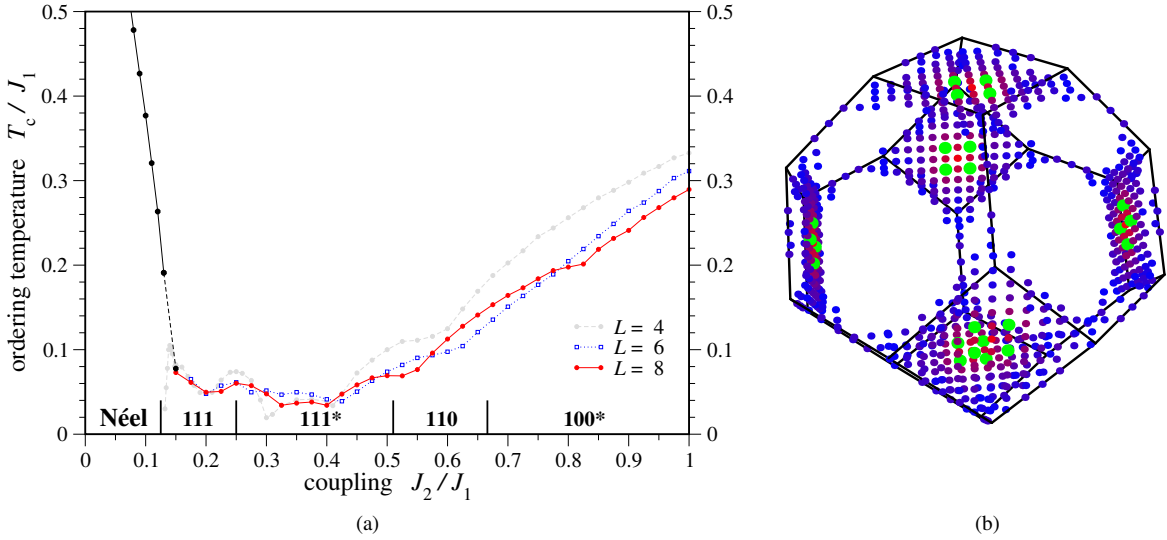 0.5
0.4
0.3
0.2
0.1
0
0.5
0.4
0.3
0.2
0.1
0
ordering temperature T_c / J_1
L = 4
L = 6
L = 8
Néel 111 111* 110 100*
0 0.1 0.2 0.3 0.4 0.5 0.6 0.7 0.8 0.9 1
coupling J_2 / J_1
(a)
(b)